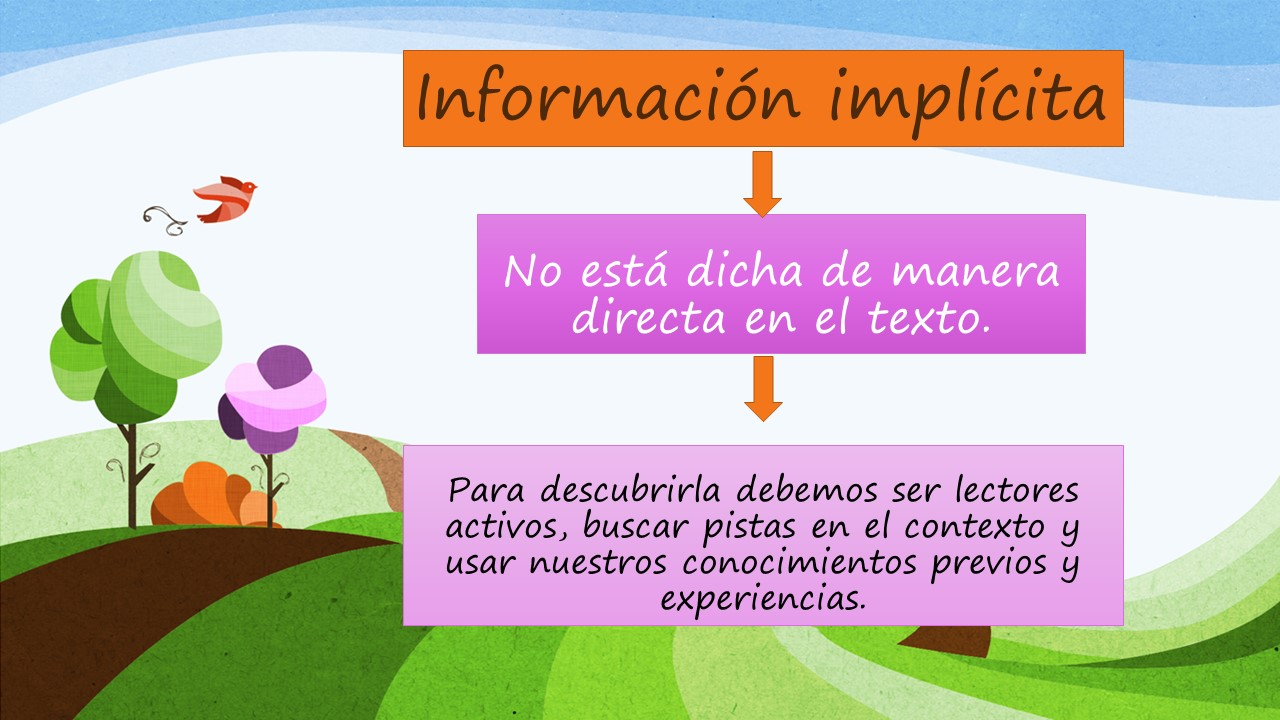 Información implícita
No está dicha de manera
directa en el texto.
Para descubrirla debemos ser lectores
activos, buscar pistas en el contexto y
usar nuestros conocimientos previos y
experiencias.